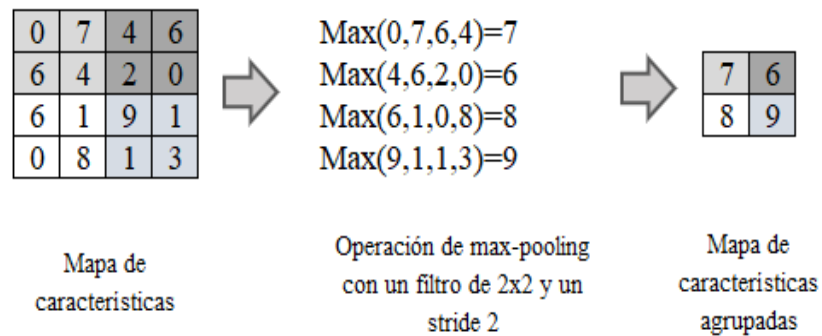 0 7 4 6
6 4 2 0
6 1 9 1
0 8 1 3
Max(0,7,6,4)=7
Max(4,6,2,0)=6
Max(6,1,0,8)=8
Max(9,1,1,3)=9
7 6
8 9
Mapa de
caracteristicas
Operación de max-pooling
con un filtro de 2x2 y un
stride 2
Mapa de
caracteristicas
agrupadas